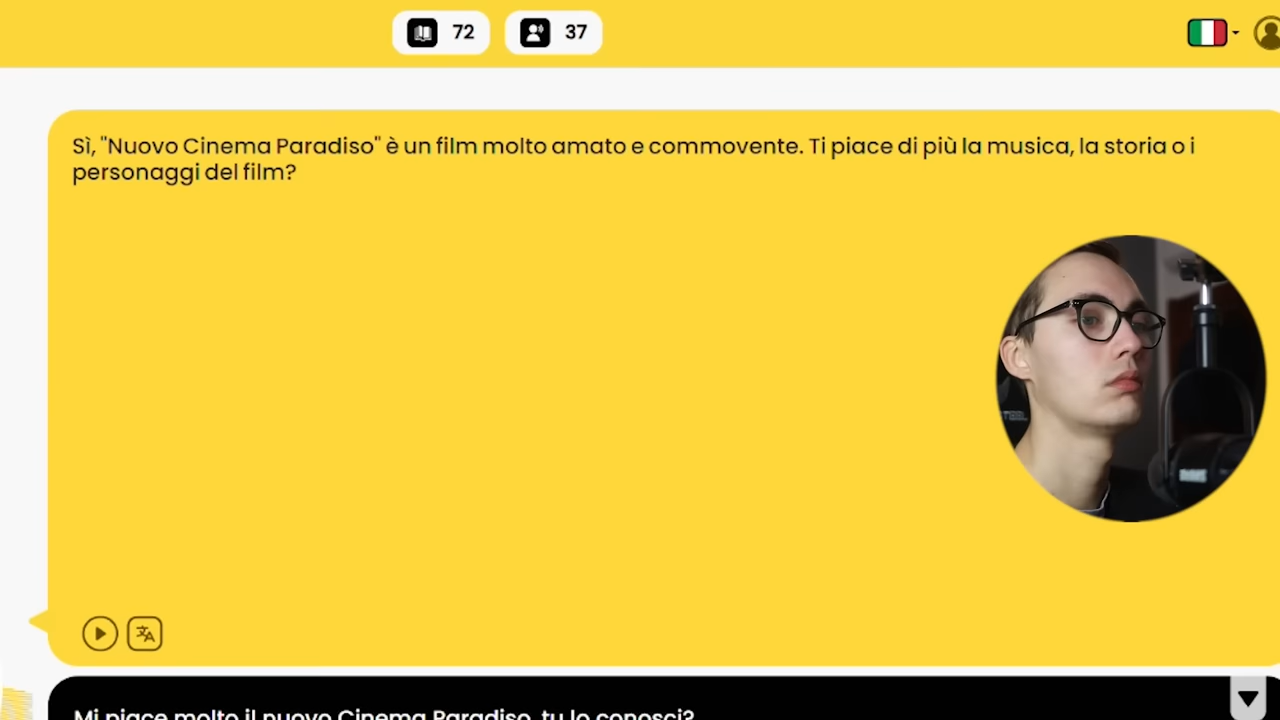 72
37
Sì, "Nuovo Cinema Paradiso" è un film molto amato e commovente. Ti piace di più la musica, la storia o i
personaggi del film?
Mi piace molto il nuovo Cinema Paradiso, tu lo conosci?